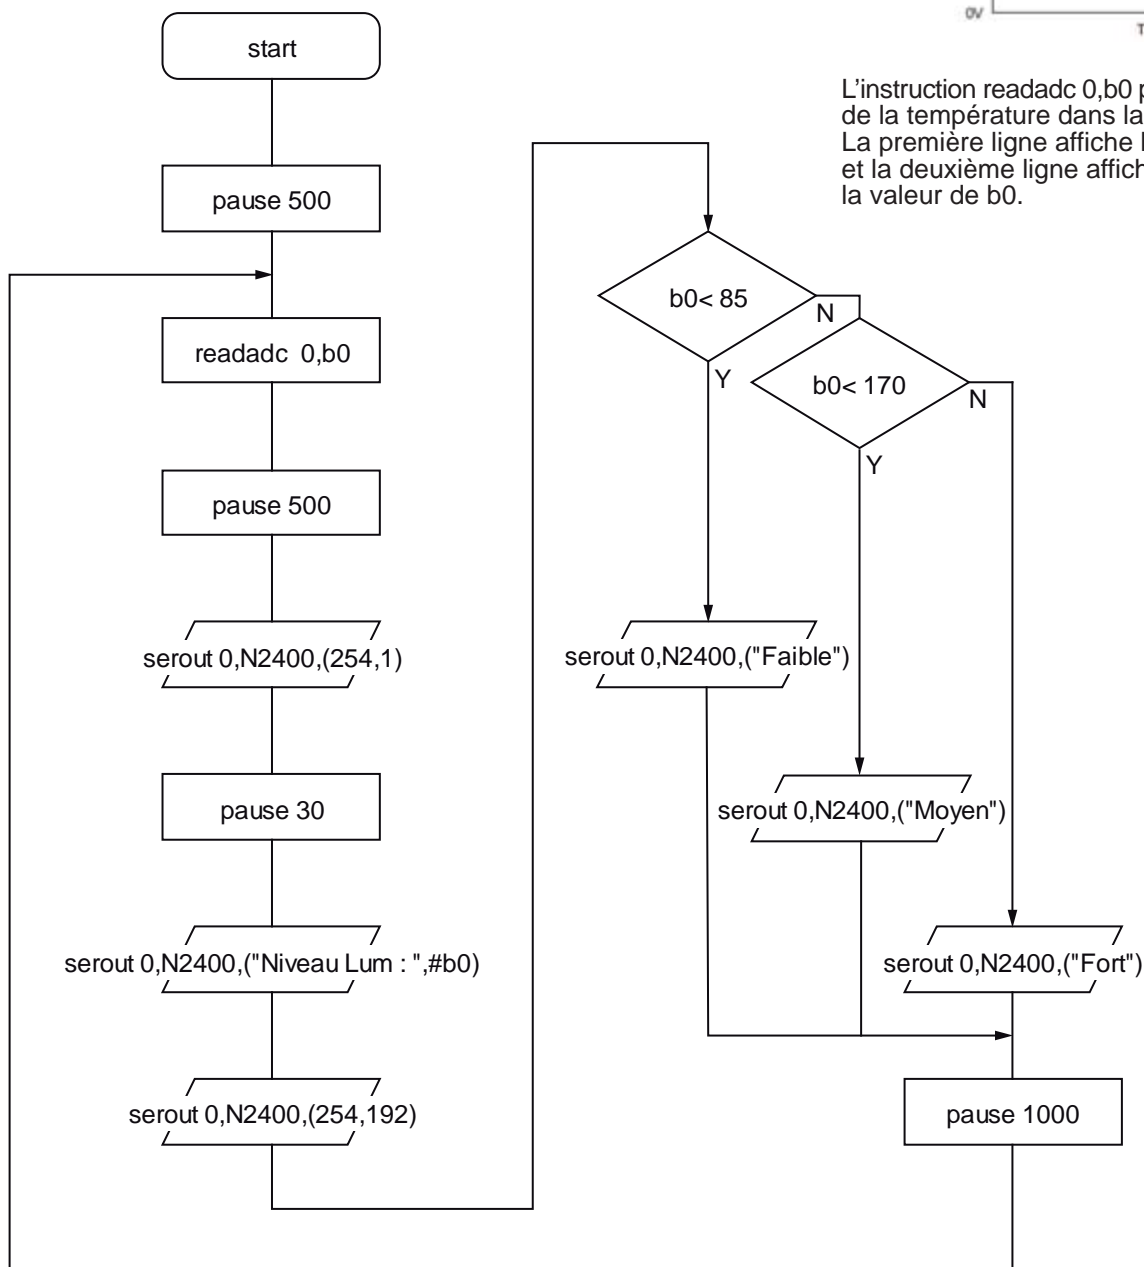 0V
T
L'instruction readadc 0,b0 p
de la température dans la
La première ligne affiche l
et la deuxième ligne affich
la valeur de b0.
start
pause 500
readadc 0,b0
pause 500
serout 0,N2400,(254,1)
pause 30
serout 0,N2400,("Niveau Lum : ",#b0)
serout 0,N2400,(254,192)
b0< 85
N
Y
b0< 170
N
Y
serout 0,N2400,("Faible")
serout 0,N2400,("Moyen")
serout 0,N2400,("Fort")
pause 1000